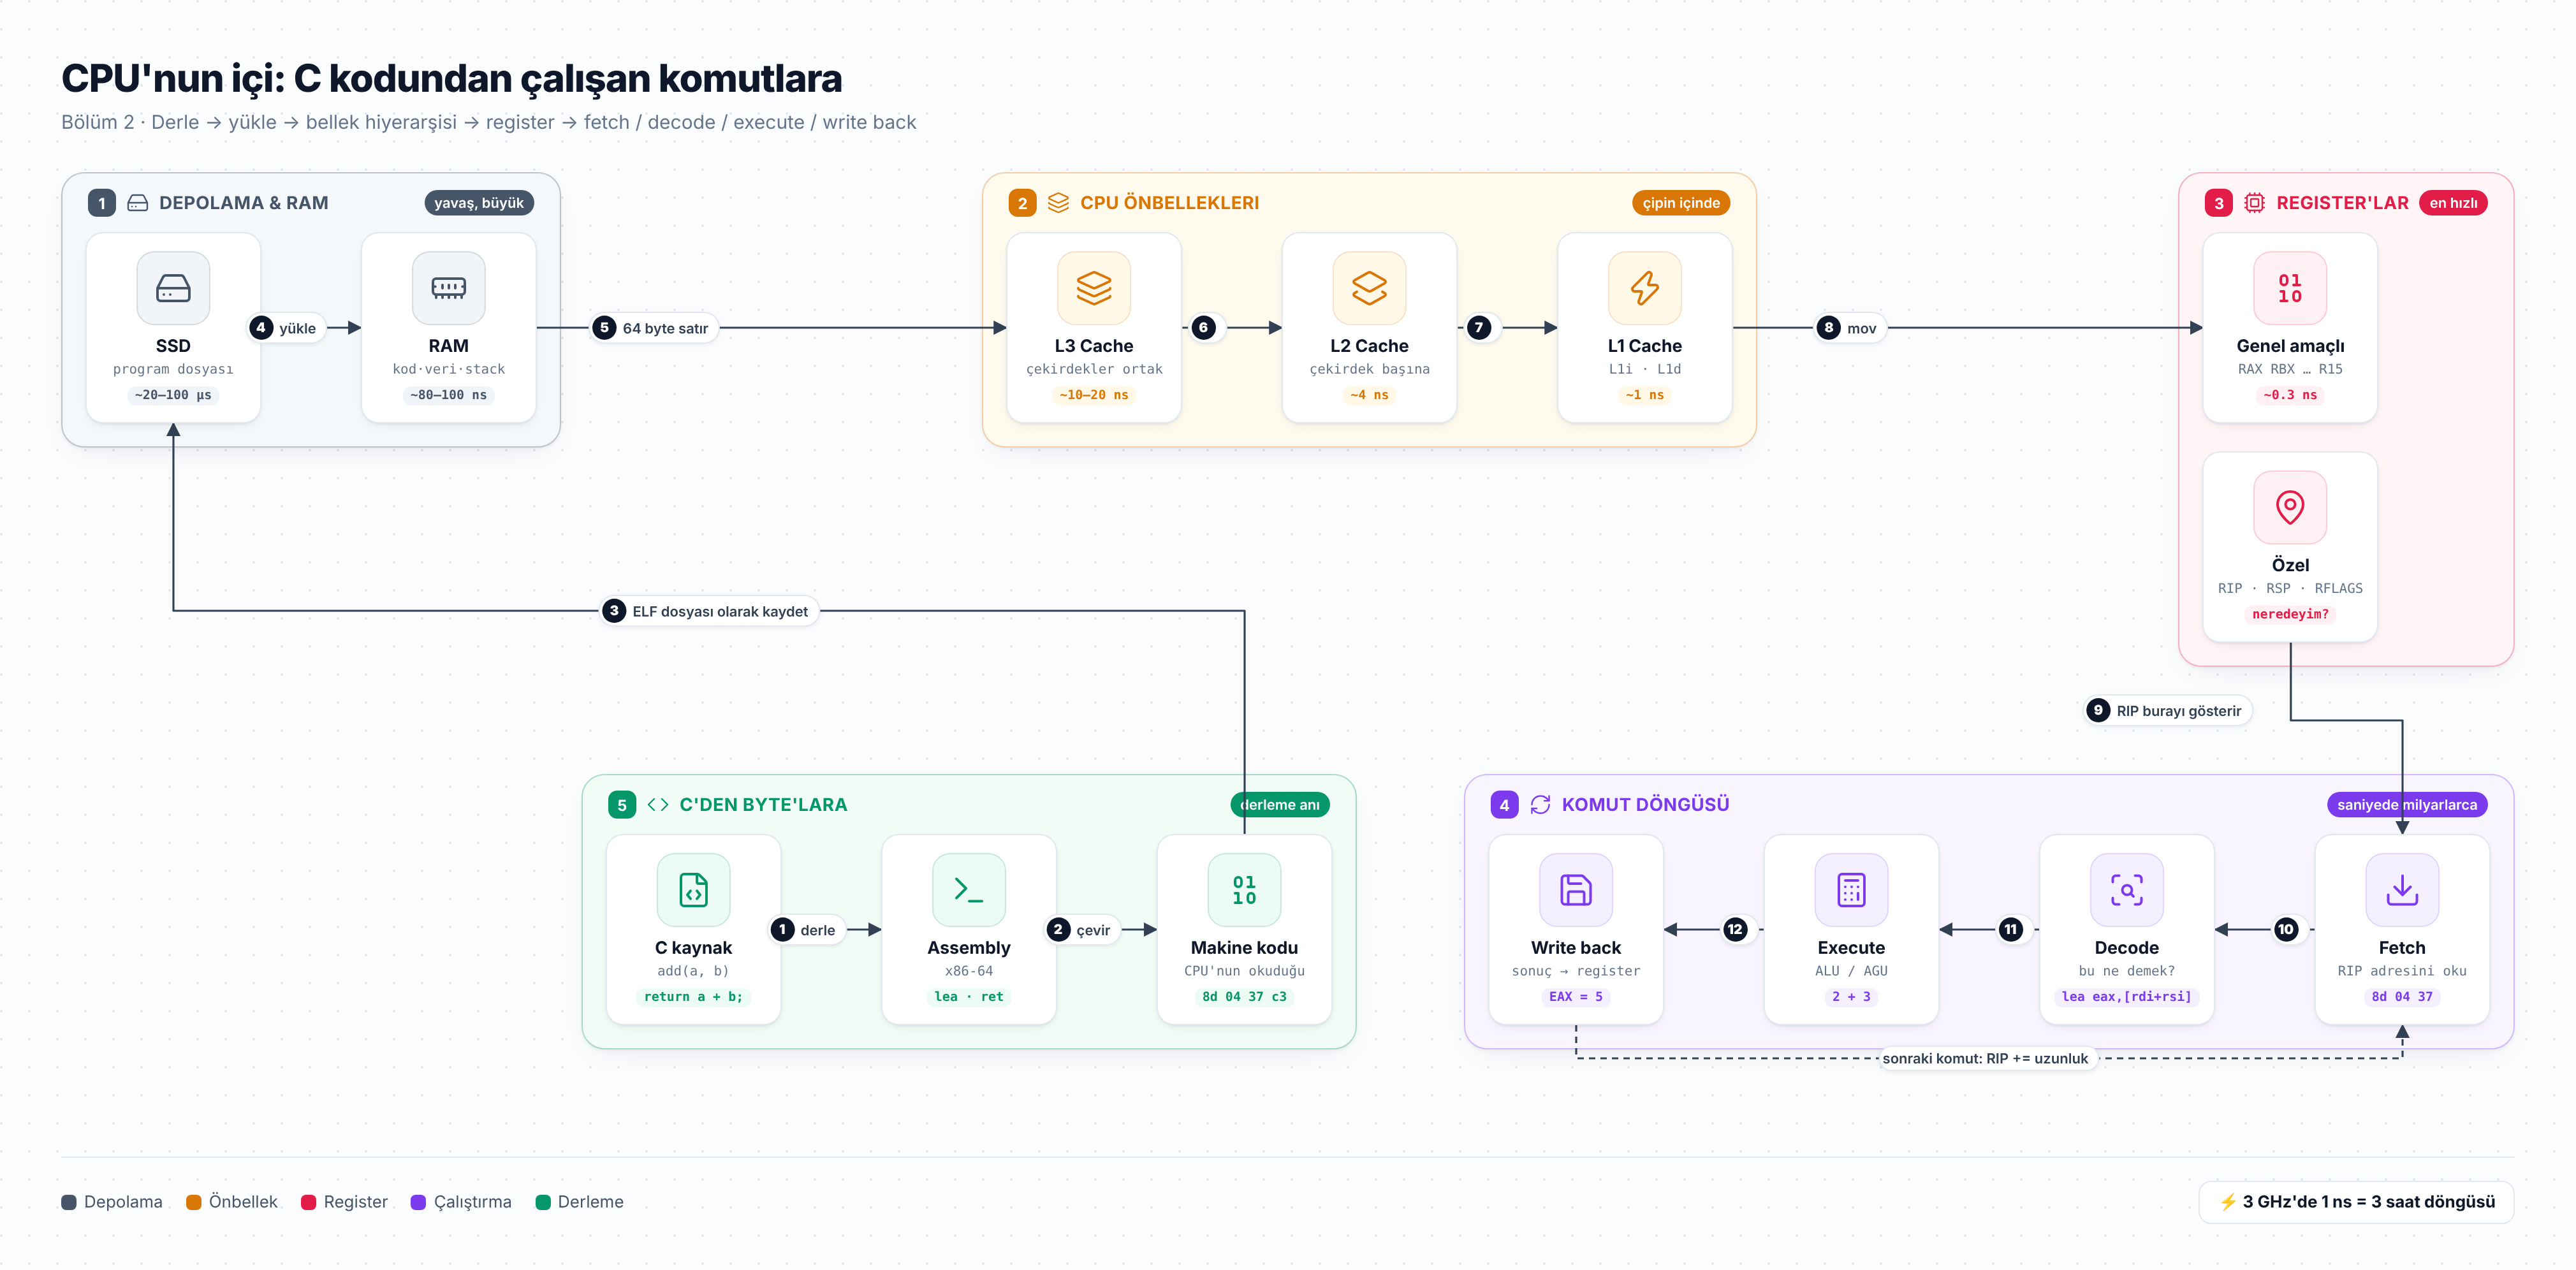 CPU'nun içi: C kodundan çalışan komutlara
Bölüm 2 · Derle → yükle → bellek hiyerarşisi → register → fetch / decode / execute / write back
1 DEPOLAMA & RAM yavaş, büyük
SSD
program dosyası
~20–100 µs
4 yükle
RAM
kod·veri·stack
~80–100 ns
5 64 byte satır
2 CPU ÖNBELLEKLERI çipin içinde
L3 Cache
çekirdekler ortak
~10–20 ns
6
L2 Cache
çekirdek başına
~4 ns
7
L1 Cache
L1i · L1d
~1 ns
8 mov
3 REGISTER'LAR en hızlı
01
10
Genel amaçlı
RAX RBX … R15
~0.3 ns
Özel
RIP · RSP · RFLAGS
neredeyim?
3 ELF dosyası olarak kaydet
9 RIP burayı gösterir
5 C'DEN BYTE'LARA derleme anı
C kaynak
add(a, b)
return a + b;
1 derle
Assembly
x86-64
lea · ret
2 çevir
01
10
Makine kodu
CPU'nun okuduğu
8d 04 37 c3
4 KOMUT DÖNGÜSÜ saniyede milyarlarca
Write back
sonuç → register
EAX = 5
12
Execute
ALU / AGU
2 + 3
11
Decode
bu ne demek?
lea eax,[rdi+rsi]
10
Fetch
RIP adresini oku
8d 04 37
sonraki komut: RIP += uzunluk
Depolama
Önbellek
Register
Çalıştırma
Derleme
⚡ 3 GHz'de 1 ns = 3 saat döngüsü